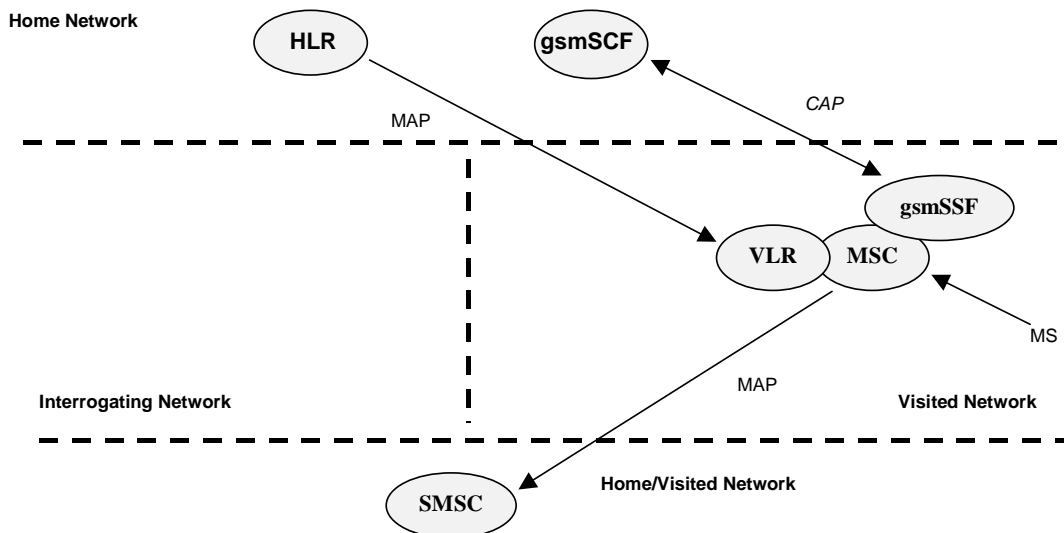 Home Network
HLR
gsmSCF
MAP
CAP
gsmSSF
VLR
MSC
MS
MAP
Interrogating Network
Visited Network
Home/Visited Network
SMSC